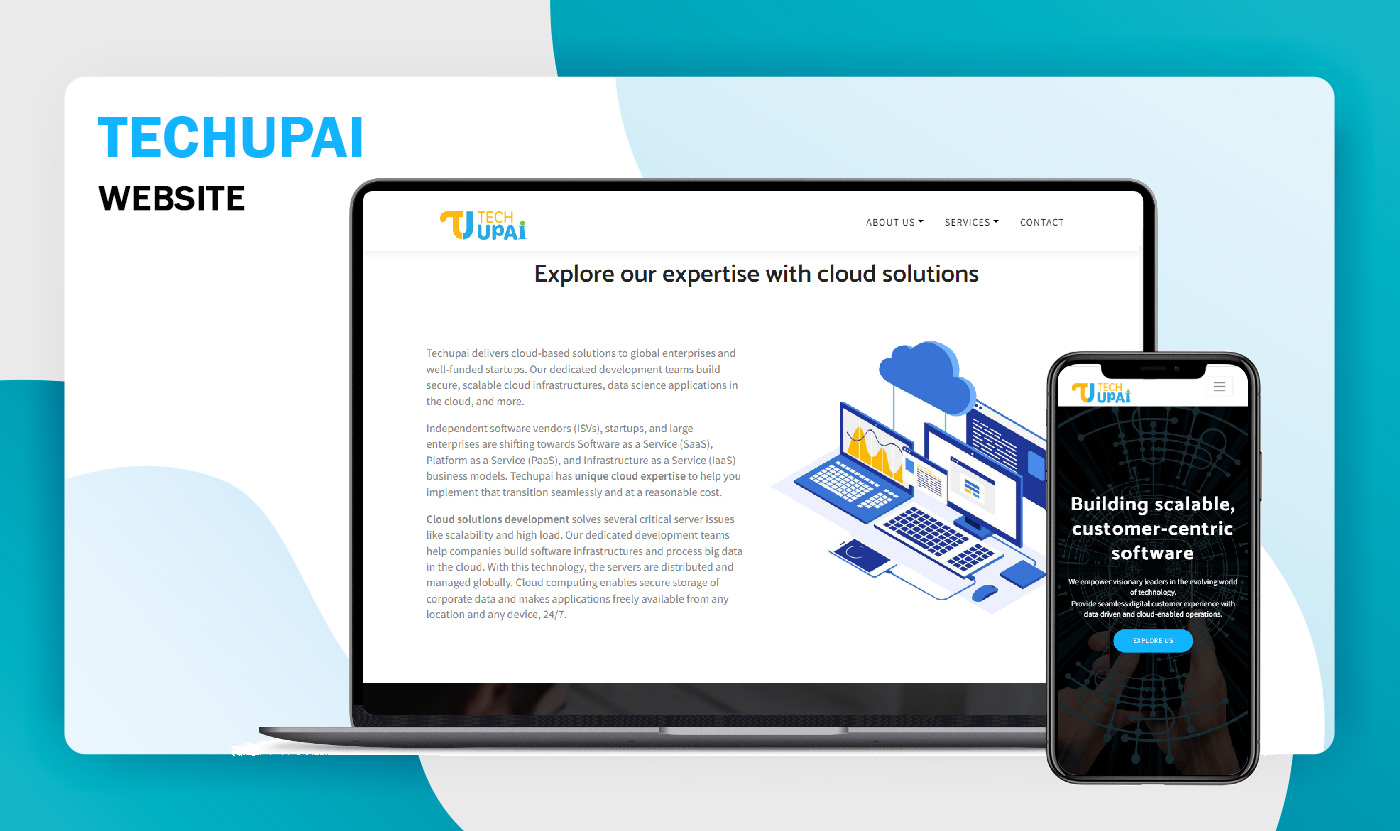 TECHUPAI
WEBSITE
TECH
UPAi
ABOUT US
SERVICES
CONTACT
Explore our expertise with cloud solutions
Techupai delivers cloud-based solutions to global enterprises and
well-funded startups. Our dedicated development teams build
secure, scalable cloud infrastructures, data science applications in
the cloud, and more.
Independent software vendors (ISVs), startups, and large
enterprises are shifting towards Software as a Service (SaaS),
Platform as a Service (PaaS), and Infrastructure as a Service (IaaS)
business models. Techupai has unique cloud expertise to help you
implement that transition seamlessly and at a reasonable cost.
Cloud solutions development solves several critical server issues
like scalability and high load. Our dedicated development teams
help companies build software infrastructures and process big data
in the cloud. With this technology, the servers are distributed and
managed globally. Cloud computing enables secure storage of
corporate data and makes applications freely available from any
location and any device, 24/7.
TECH
UPAi
Building scalable,
customer-centric
software
We empower visionary leaders in the evolving world
of technology.
Provide seamless digital customer experience with
data driven and cloud-enabled operations.
EXPLORE US